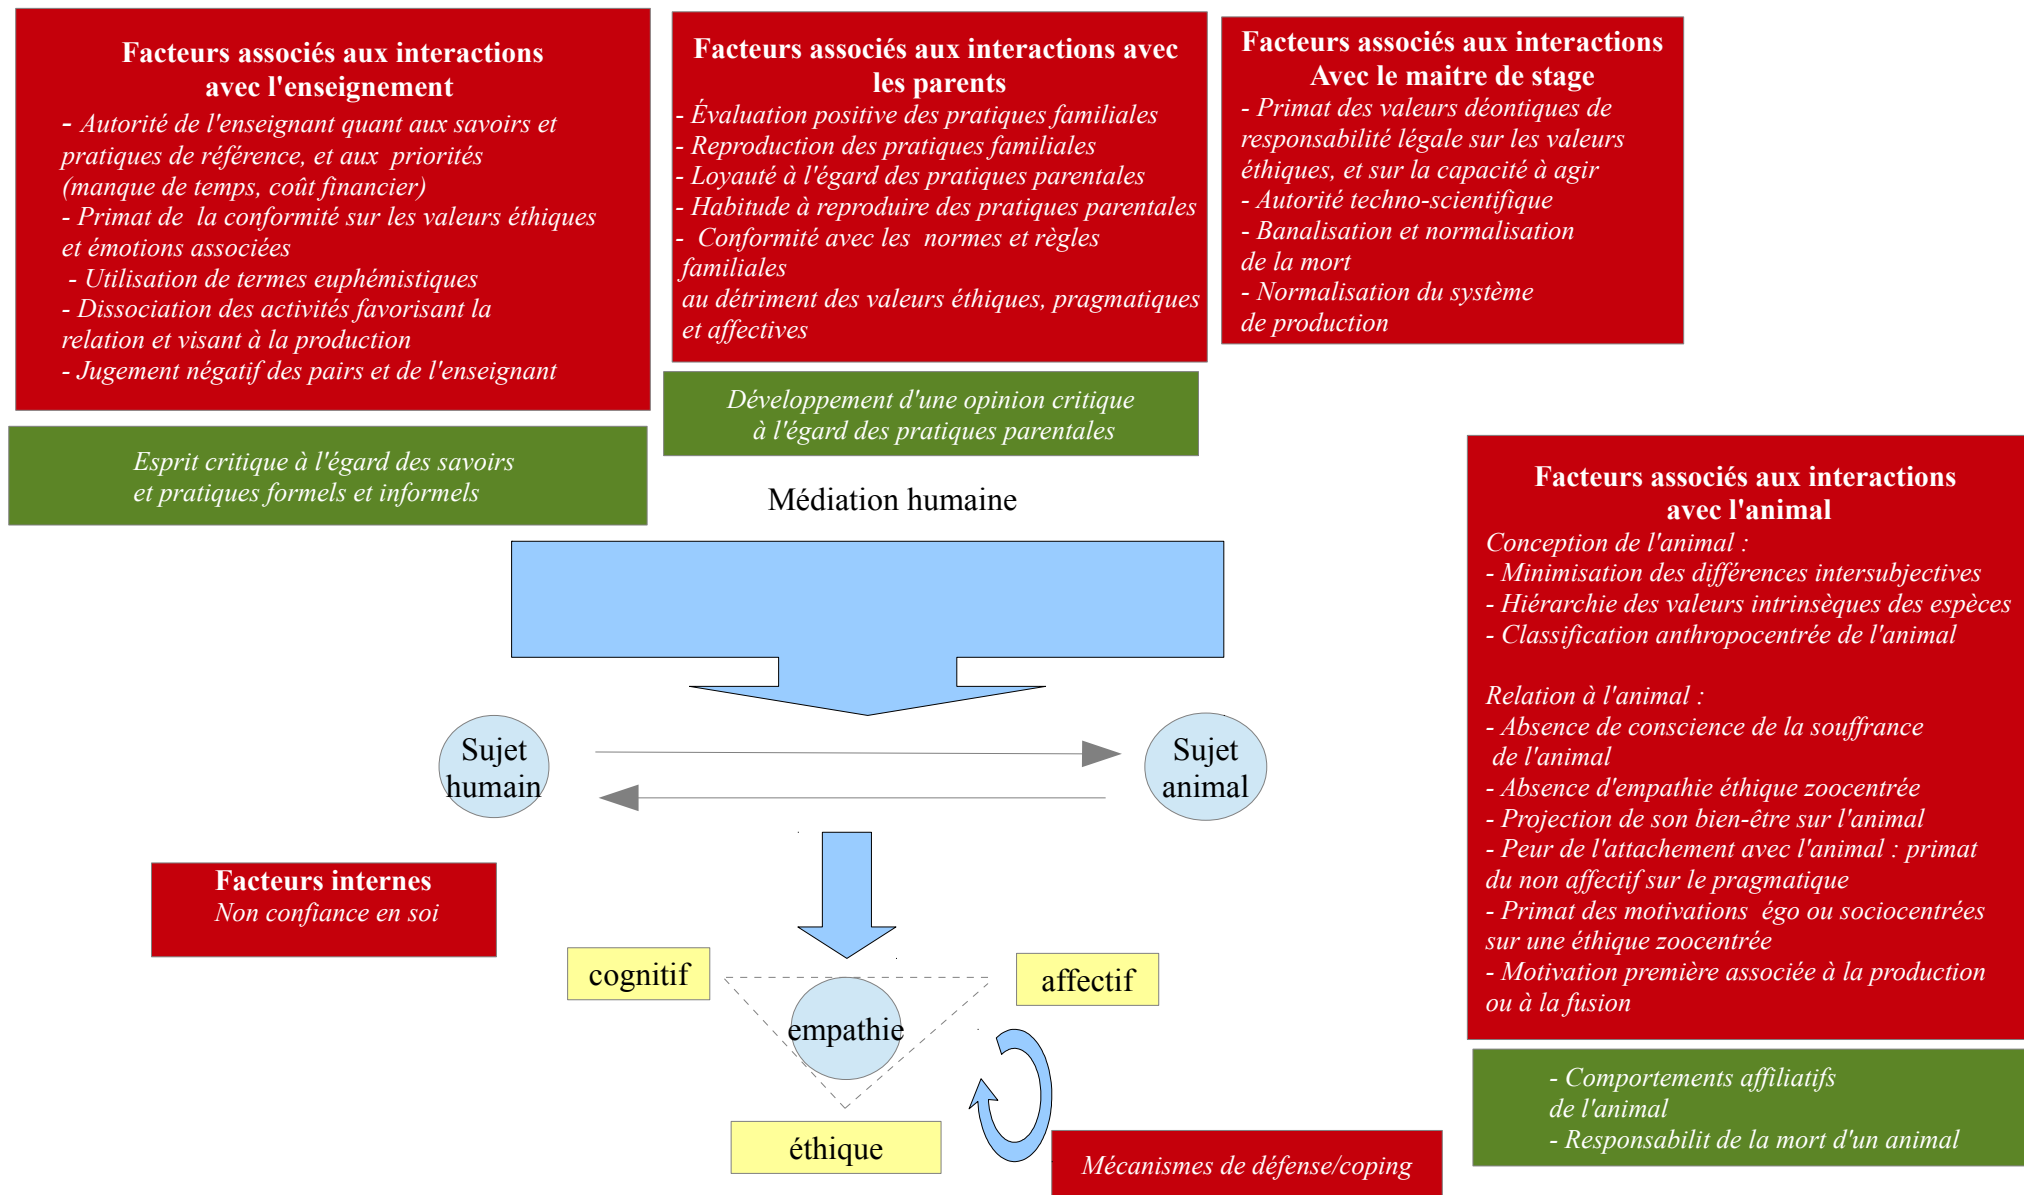 Facteurs associés aux interactions
avec l'enseignement
- Autorité de l'enseignant quant aux savoirs et
pratiques de référence, et aux priorités
(manque de temps, coût financier)
- Primat de la conformité sur les valeurs éthiques
et émotions associées
- Utilisation de termes euphémistiques
- Dissociation des activités favorisant la
relation et visant à la production
- Jugement négatif des pairs et de l'enseignant
Esprit critique à l'égard des savoirs
et pratiques formels et informels
Facteurs associés aux interactions avec
les parents
- Évaluation positive des pratiques familiales
- Reproduction des pratiques familiales
- Loyauté à l'égard des pratiques parentales
- Habitude à reproduire des pratiques parentales
- Conformité avec les normes et règles
familiales
au détriment des valeurs éthiques, pragmatiques
et affectives
Développement d'une opinion critique
à l'égard des pratiques parentales
Facteurs associés aux interactions
Avec le maitre de stage
- Primat des valeurs déontiques de
responsabilité légale sur les valeurs
éthiques, et sur la capacité à agir
- Autorité techno-scientifique
- Banalisation et normalisation
de la mort
- Normalisation du système
de production
Médiation humaine
Facteurs associés aux interactions
avec l'animal
Conception de l'animal :
- Minimisation des différences intersubjectives
- Hiérarchie des valeurs intrinsèques des espèces
- Classification anthropocentrée de l'animal
Relation à l'animal :
- Absence de conscience de la souffrance
de l'animal
- Absence d'empathie éthique zoocentrée
- Projection de son bien-être sur l'animal
- Peur de l'attachement avec l'animal : primat
du non affectif sur le pragmatique
- Primat des motivations égo ou sociocentrées
sur une éthique zoocentrée
- Motivation première associée à la production
ou à la fusion
- Comportements affiliatifs
de l'animal
- Responsabilit de la mort d'un animal
Sujet
humain
Sujet
animal
Facteurs internes
Non confiance en soi
cognitif
affectif
empathie
éthique
Mécanismes de défense/coping